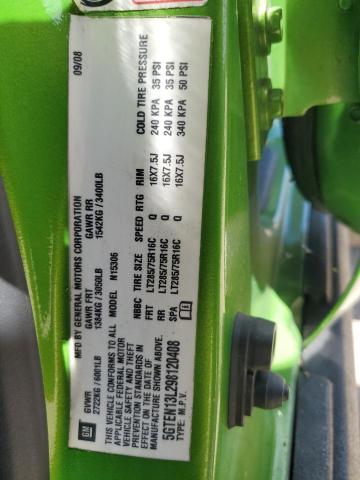 MFD BY GENERAL MOTORS CORPORATION 09/08
GVWR GAWR FRT GAWR RR
2722KG/6001LB 1384KG/3050LB 1542KG/3400LB
GM
THIS VEHICLE CONFORMS TO ALL MODEL N15306
APPLICABLE FEDERAL MOTOR
VEHICLE SAFETY AND THEFT
PREVENTION STANDARDS IN
EFFECT ON THE DATE OF
MANUFACTURE SHOWN ABOVE.
5GTEN13L298120408
TYPE: M.P.V.
NBBC TIRE SIZE SPEED RTG RIM COLD TIRE PRESSURE
FRT LT285/75R16C Q 16X7.5J 240 KPA 35 PSI
RR LT285/75R16C Q 16X7.5J 240 KPA 35 PSI
SPA LT285/75R16C Q 16X7.5J 340 KPA 50 PSI